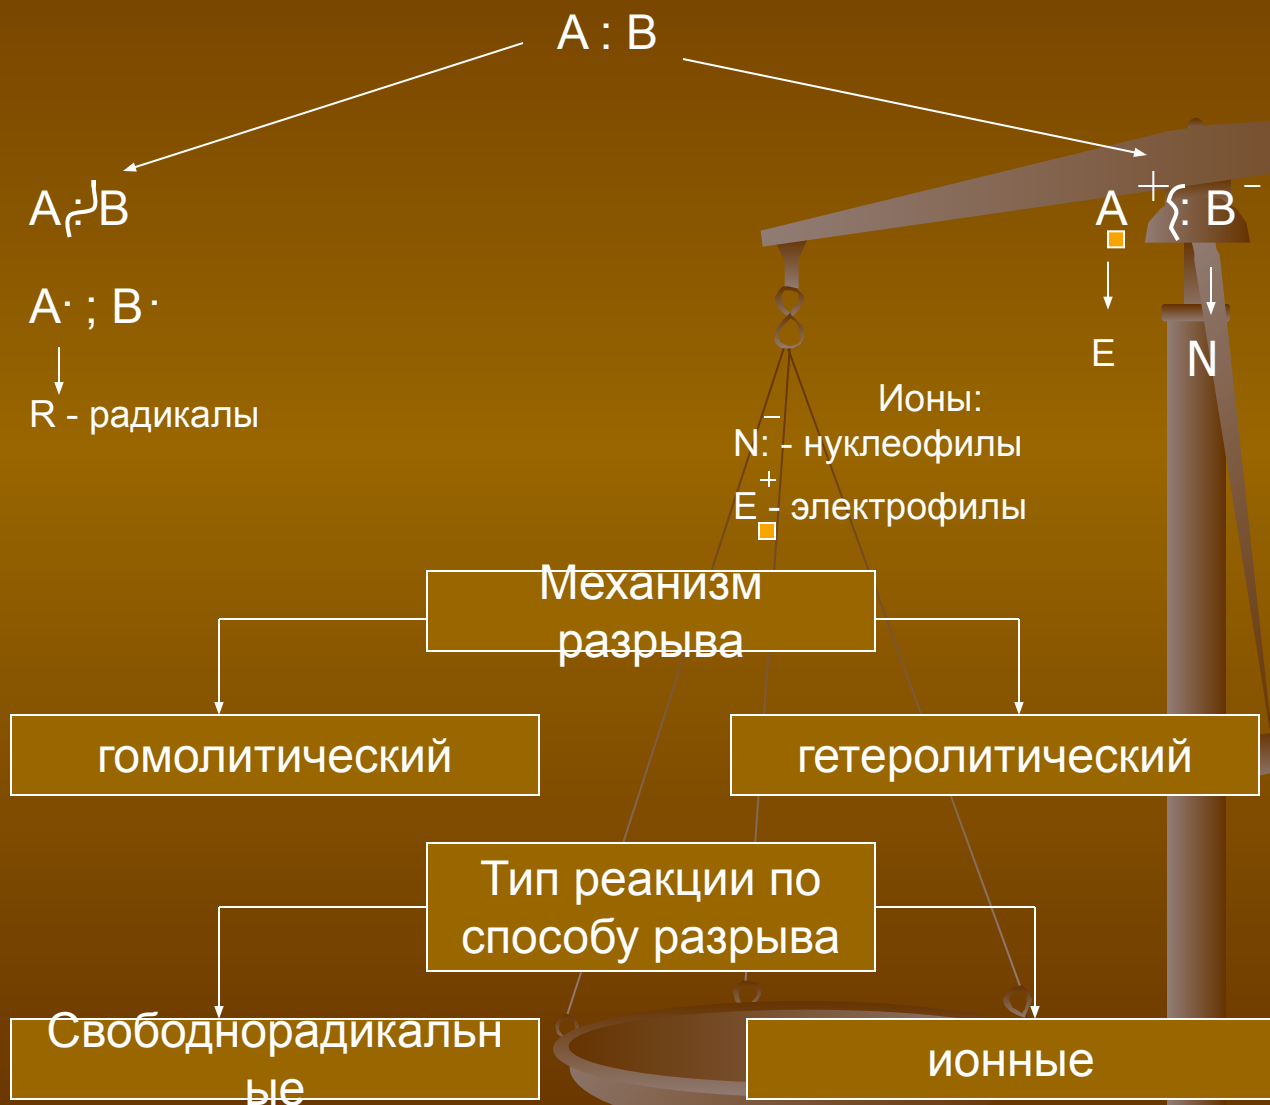 A : B
A : B
A + : B −
A· ; B·
E
N
R - радикалы
Ионы:
−
N: - нуклеофилы
+
E - электрофилы
Механизм
разрыва
гомолитический
гетеролитический
Тип реакции по
способу разрыва
Свободнорадикальн
ые
ионные